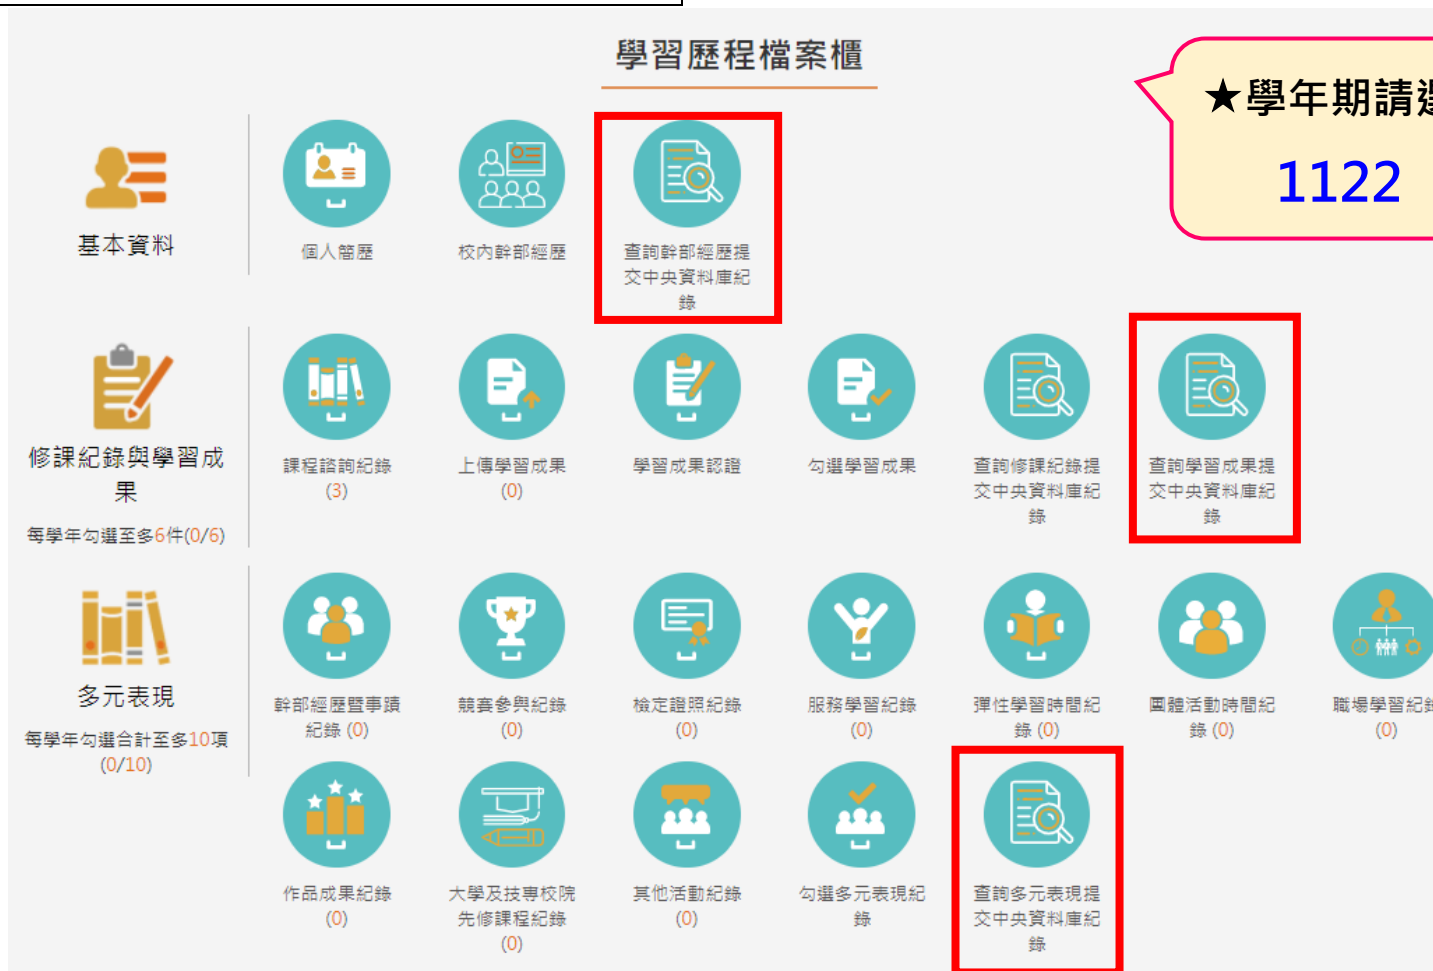 學習歷程檔案櫃
★學年期請選
1122
基本資料
個人簡歷
校內幹部經歷
查詢幹部經歷提
交中央資料庫紀
錄
修課紀錄與學習成
果
每學年勾選至多6件(0/6)
課程諮詢紀錄
(3)
上傳學習成果
(0)
學習成果認證
勾選學習成果
查詢修課紀錄提
交中央資料庫紀
錄
查詢學習成果提
交中央資料庫紀
錄
多元表現
每學年勾選合計至多10項
(0/10)
幹部經歷暨事蹟
紀錄 (0)
競賽參與紀錄
(0)
檢定證照紀錄
(0)
服務學習紀錄
(0)
彈性學習時間紀
錄 (0)
團體活動時間紀
錄 (0)
職場學習紀錄
(0)
作品成果紀錄
(0)
大學及技專校院
先修課程紀錄
(0)
其他活動紀錄
(0)
勾選多元表現紀
錄
查詢多元表現提
交中央資料庫紀
錄